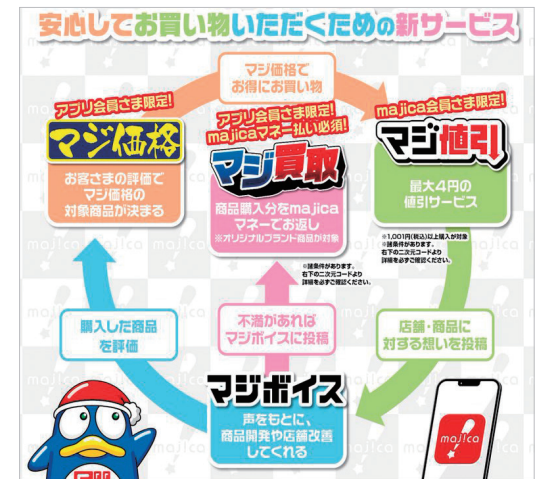 安心してお買い物いただくための新サービス
マジ価格で
お得にお買い物
アプリ会員さま限定!
マジ価格
お客さまの評価で
マジ価格の
対象商品が決まる
アプリ会員さま限定!
majicaマネー払い必須!
マジ買取
商品購入分をmajica
マネーでお返し
※オリジナルブランド商品が対象
※諸条件があります。
右下の二次元コードより
詳細を必ずご確認ください。
majica会員さま限定!
マジ値引
最大4円の
値引サービス
※1,001円(税込)以上購入が対象
※諸条件があります。
右下の二次元コードより
詳細を必ずご確認ください。
購入した商品
を評価
不満があれば
マジボイスに投稿
店舗・商品に
対する想いを投稿
マジボイス
声をもとに、
商品開発や店舗改善
してくれる
majica